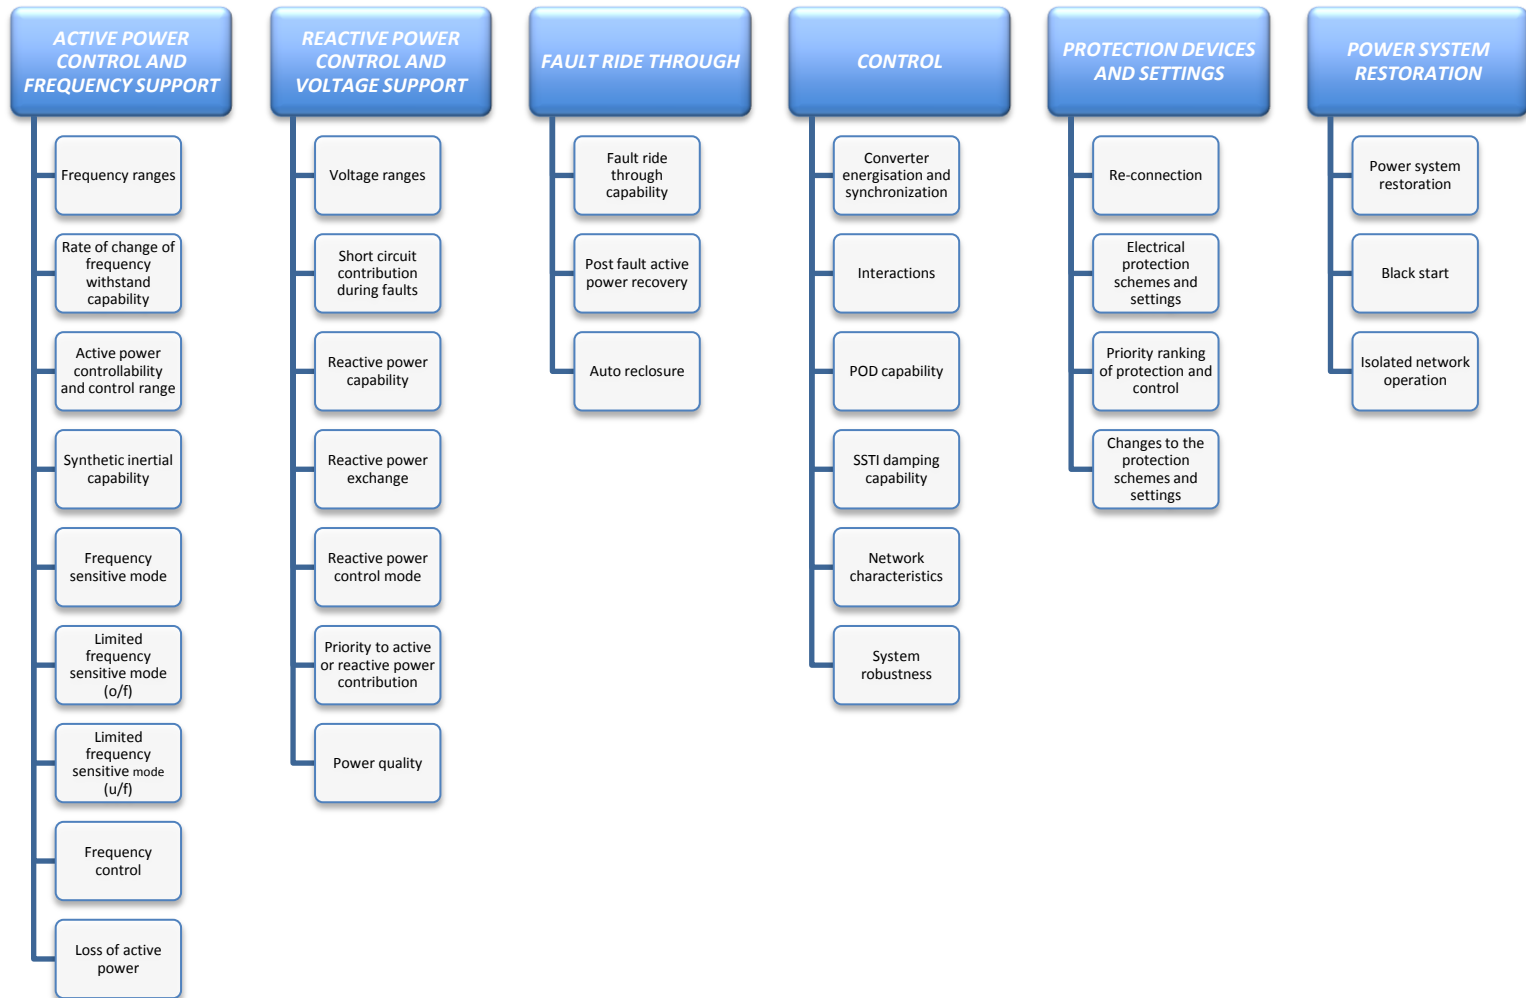 ACTIVE POWER
CONTROL AND
FREQUENCY SUPPORT
Frequency ranges
Rate of change of
frequency
withstand
capability
Active power
controllability
and control range
Synthetic inertial
capability
Frequency
sensitive mode
Limited
frequency
sensitive mode
(o/f)
Limited
frequency
sensitive mode
(u/f)
Frequency
control
Loss of active
power
REACTIVE POWER
CONTROL AND
VOLTAGE SUPPORT
Voltage ranges
Short circuit
contribution
during faults
Reactive power
capability
Reactive power
exchange
Reactive power
control mode
Priority to active
or reactive power
contribution
Power quality
FAULT RIDE THROUGH
Fault ride
through
capability
Post fault active
power recovery
Auto reclosure
CONTROL
Converter
energisation and
synchronization
Interactions
POD capability
SSTI damping
capability
Network
characteristics
System
robustness
PROTECTION DEVICES
AND SETTINGS
Re-connection
Electrical
protection
schemes and
settings
Priority ranking
of protection and
control
Changes to the
protection
schemes and
settings
POWER SYSTEM
RESTORATION
Power system
restoration
Black start
Isolated network
operation